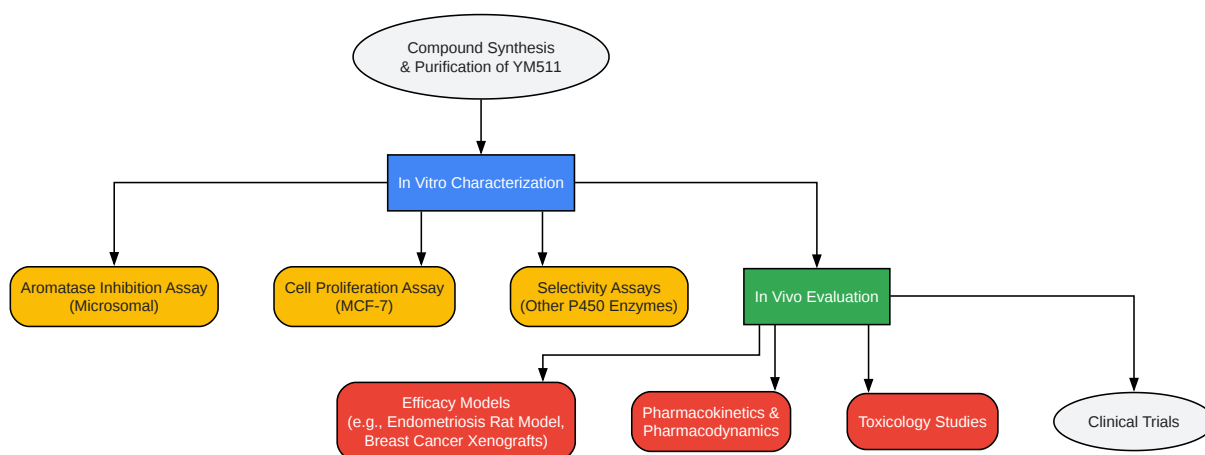 Compound Synthesis
& Purification of YM511
In Vitro Characterization
Aromatase Inhibition Assay
(Microsomal)
Cell Proliferation Assay
(MCF-7)
Selectivity Assays
(Other P450 Enzymes)
In Vivo Evaluation
Efficacy Models
(e.g., Endometriosis Rat Model,
Breast Cancer Xenografts)
Pharmacokinetics &
Pharmacodynamics
Toxicology Studies
Clinical Trials